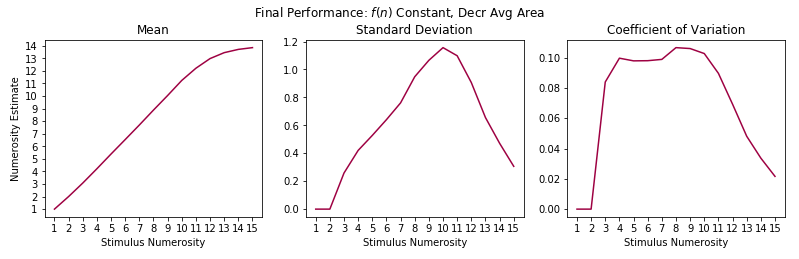 Final Performance: f(n) Constant, Decr Avg Area
Mean
Standard Deviation
Coefficient of Variation
Numerosity Estimate
14
13
12
11
10
9
8
7
6
5
4
3
2
1
1 2 3 4 5 6 7 8 9 10 11 12 13 14 15
Stimulus Numerosity
1.2
1.0
0.8
0.6
0.4
0.2
0.0
1 2 3 4 5 6 7 8 9 10 11 12 13 14 15
Stimulus Numerosity
0.10
0.08
0.06
0.04
0.02
0.00
1 2 3 4 5 6 7 8 9 10 11 12 13 14 15
Stimulus Numerosity